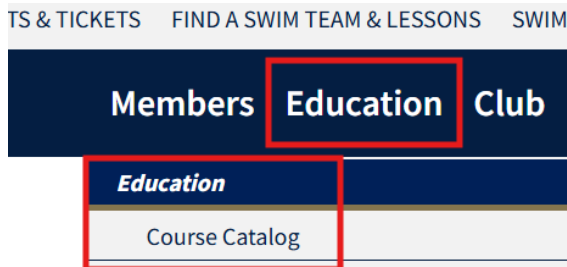 TS & TICKETS FIND A SWIM TEAM & LESSONS SWIM
Members Education Club
Education
Course Catalog